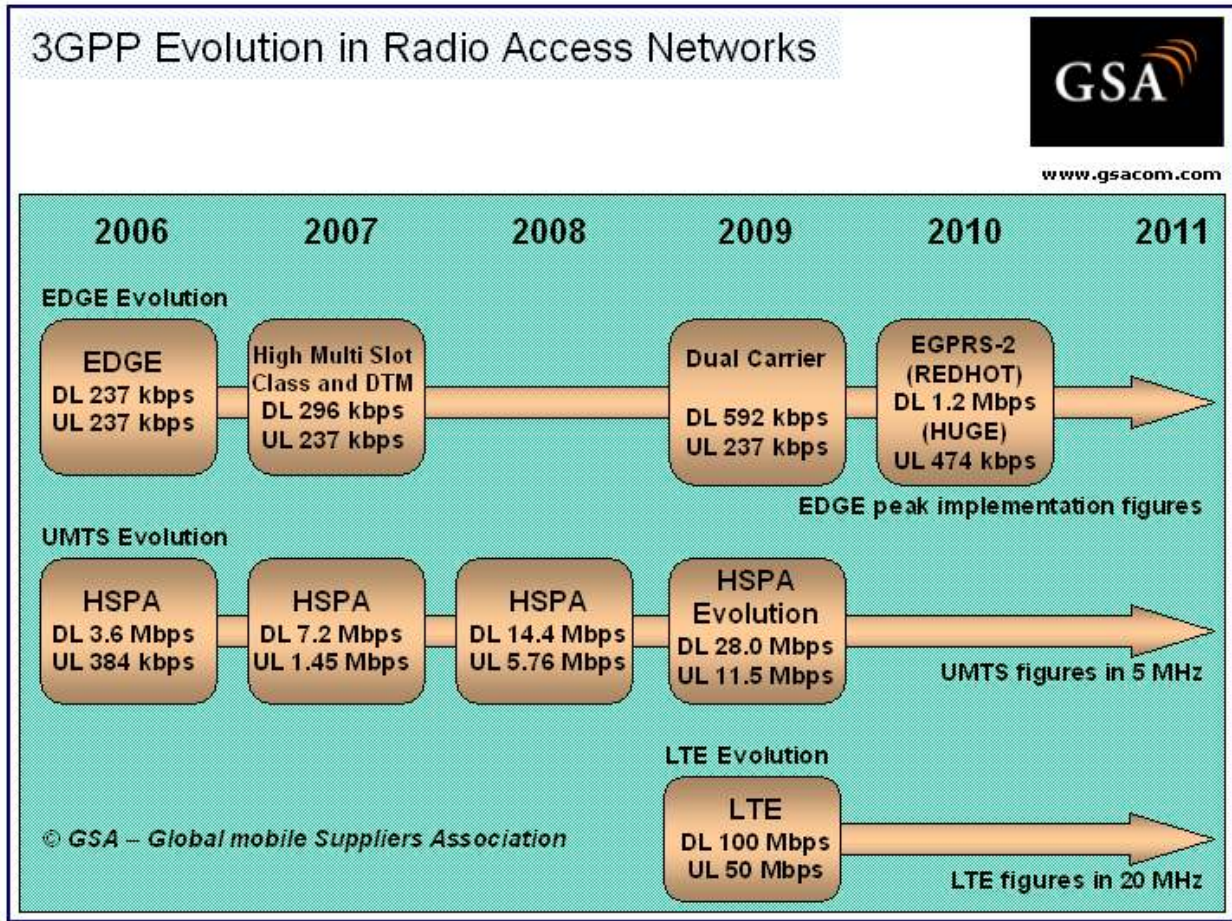 3GPP Evolution in Radio Access Networks
GSA
www.gsacom.com
2006 2007 2008 2009 2010 2011
EDGE Evolution
EDGE
DL 237 kbps
UL 237 kbps
High Multi Slot
Class and DTM
DL 296 kbps
UL 237 kbps
Dual Carrier
DL 592 kbps
UL 237 kbps
EGPRS-2
(REDHOT)
DL 1.2 Mbps
(HUGE)
UL 474 kbps
EDGE peak implementation figures
UMTS Evolution
HSPA
DL 3.6 Mbps
UL 384 kbps
HSPA
DL 7.2 Mbps
UL 1.45 Mbps
HSPA
DL 14.4 Mbps
UL 5.76 Mbps
HSPA
Evolution
DL 28.0 Mbps
UL 11.5 Mbps
UMTS figures in 5 MHz
LTE Evolution
LTE
DL 100 Mbps
UL 50 Mbps
© GSA – Global mobile Suppliers Association
LTE figures in 20 MHz